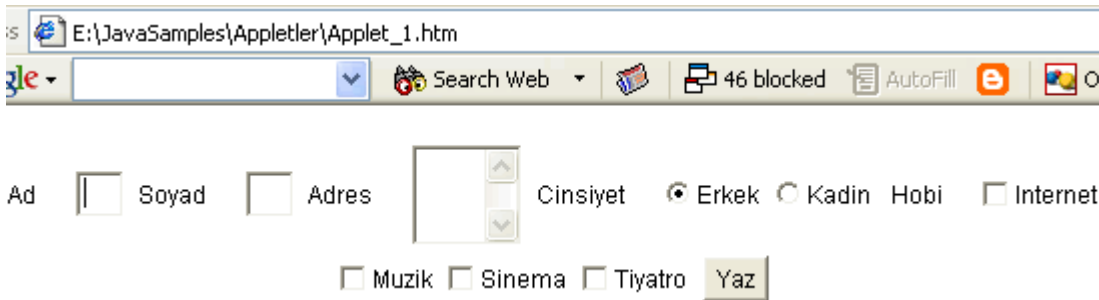 ss E:\JavaSamples\Appletler\Applet_1.htm
gle Search Web 46 blocked AutoFill O
Ad Soyad Adres Cinsiyet Erkek Kadin Hobi Internet
Muzik Sinema Tiyatro Yaz